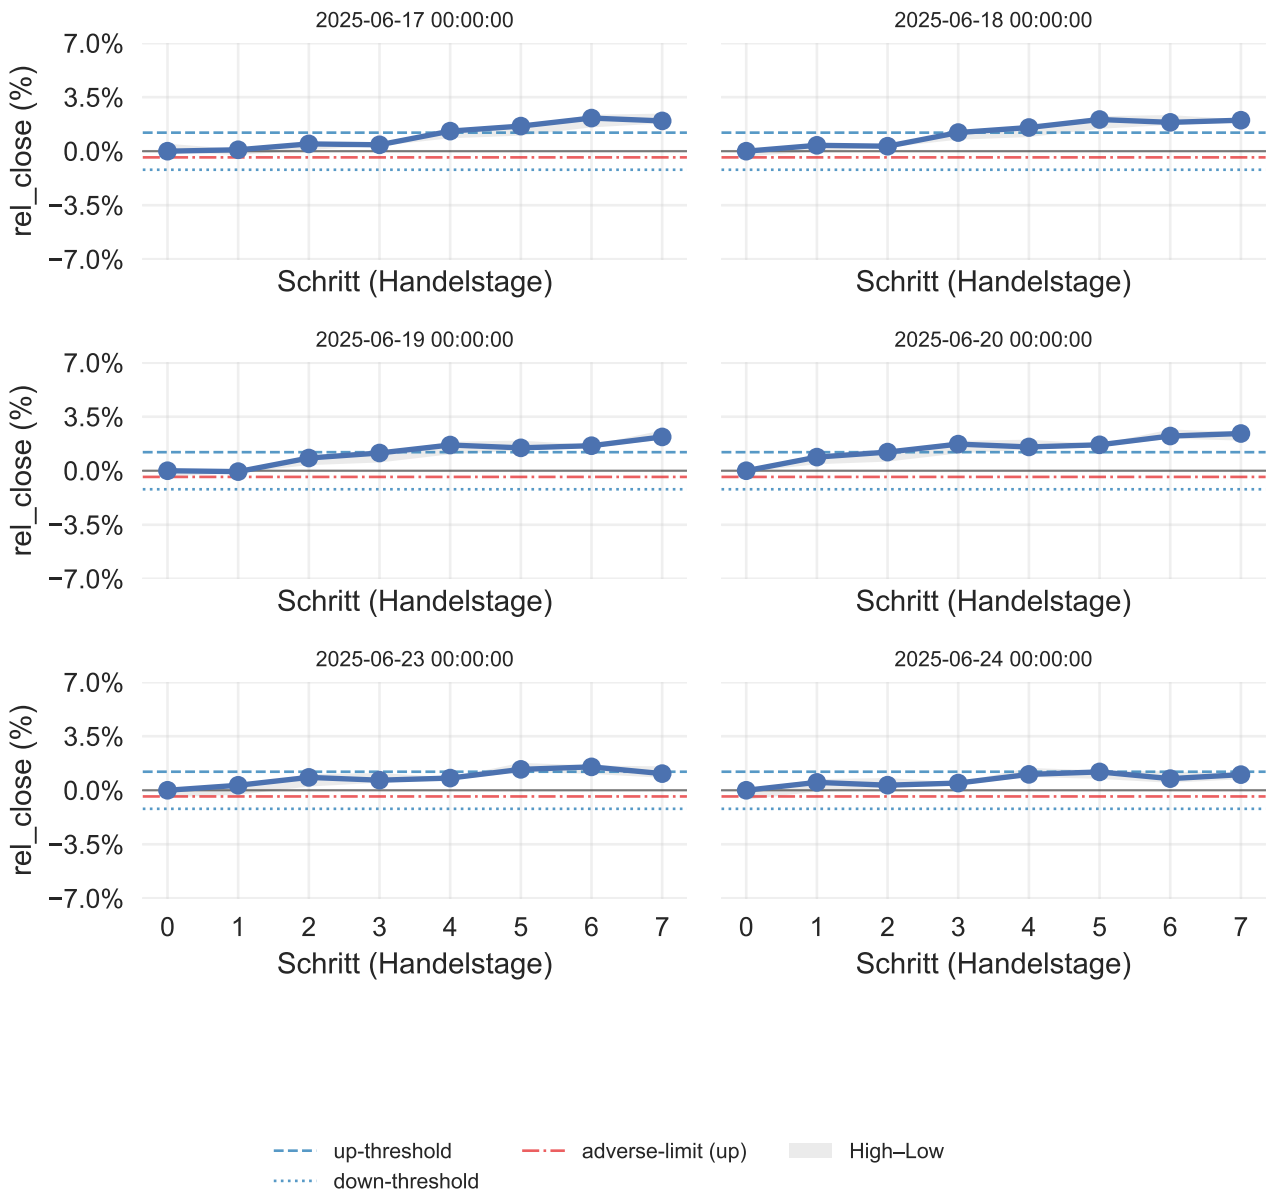 2025-06-17 00:00:00
2025-06-18 00:00:00
7.0%
3.5%
0.0%
−3.5%
−7.0%
rel_close (%)
Schritt (Handelstage)
Schritt (Handelstage)
2025-06-19 00:00:00
2025-06-20 00:00:00
7.0%
3.5%
0.0%
−3.5%
−7.0%
rel_close (%)
Schritt (Handelstage)
Schritt (Handelstage)
2025-06-23 00:00:00
2025-06-24 00:00:00
7.0%
3.5%
0.0%
−3.5%
−7.0%
rel_close (%)
0 1 2 3 4 5 6 7
0 1 2 3 4 5 6 7
Schritt (Handelstage)
Schritt (Handelstage)
up-threshold
adverse-limit (up)
High–Low
down-threshold